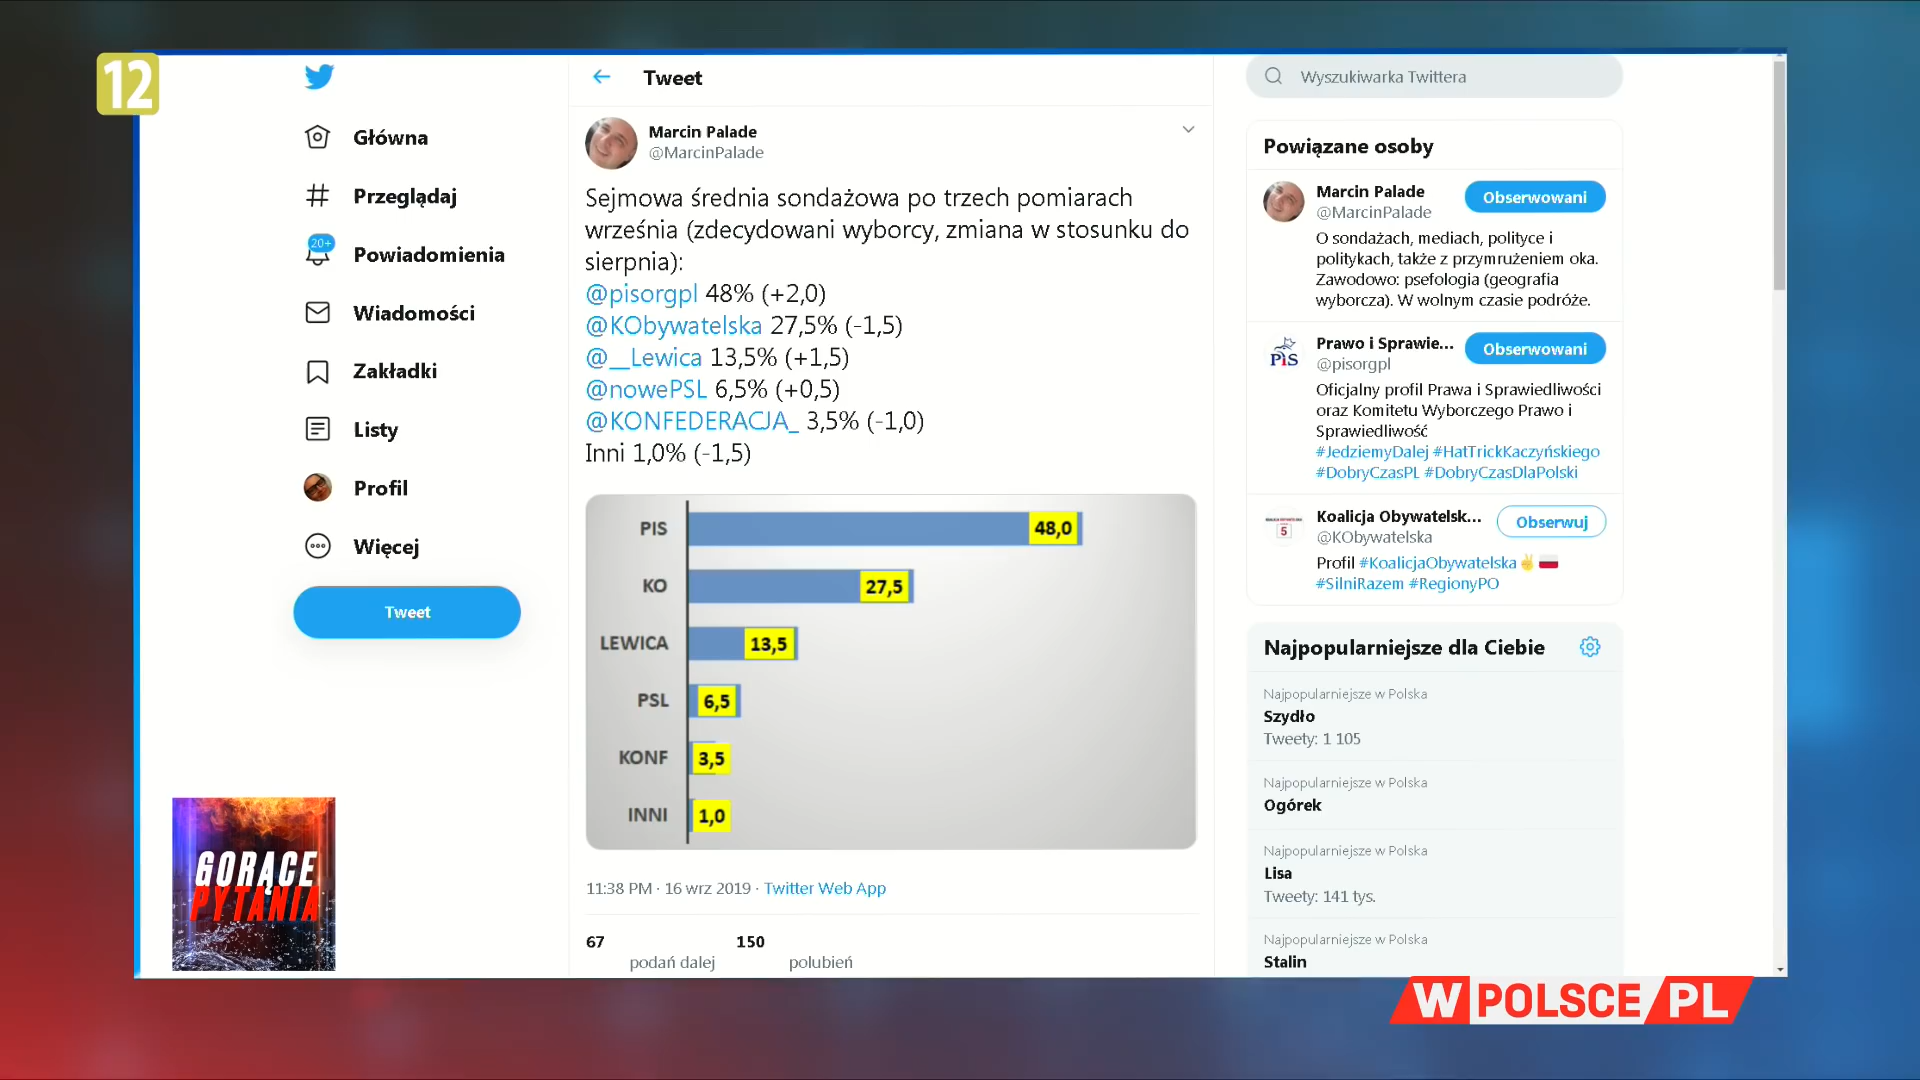 12
Główna
Przeglądaj
20+
Powiadomienia
Wiadomości
Zakładki
Listy
Profil
Więcej
Tweet
GORĄCE
PYTANIA
Tweet
Marcin Palade
@MarcinPalade
Sejmowa średnia sondażowa po trzech pomiarach
września (zdecydowani wyborcy, zmiana w stosunku do
sierpnia):
@pisorgpl 48% (+2,0)
@KObywatelska 27,5% (-1,5)
@__Lewica 13,5% (+1,5)
@nowePSL 6,5% (+0,5)
@KONFEDERACJA_ 3,5% (-1,0)
Inni 1,0% (-1,5)
PIS 48,0
KO 27,5
LEWICA 13,5
PSL 6,5
KONF 3,5
INNI 1,0
11:38 PM · 16 wrz 2019 · Twitter Web App
67 150
podań dalej polubień
Wyszukiwarka Twittera
Powiązane osoby
Marcin Palade
Obserwowani
@MarcinPalade
O sondażach, mediach, polityce i
politykach, także z przymrużeniem oka.
Zawodowo: psefologia (geografia
wyborcza). W wolnym czasie podróże.
PiS
Prawo i Sprawie...
Obserwowani
@pisorgpl
Oficjalny profil Prawa i Sprawiedliwości
oraz Komitetu Wyborczego Prawo i
Sprawiedliwość
#JedziemyDalej #HatTrickKaczyńskiego
#DobryCzasPL #DobryCzasDlaPolski
5
Koalicja Obywatelsk...
Obserwuj
@KObywatelska
Profil #KoalicjaObywatelska✌️🇵🇱
#SilniRazem #RegionyPO
Najpopularniejsze dla Ciebie
Najpopularniejsze w Polska
Szydło
Tweety: 1 105
Najpopularniejsze w Polska
Ogórek
Najpopularniejsze w Polska
Lisa
Tweety: 141 tys.
Najpopularniejsze w Polska
Stalin
WPOLSCE/PL